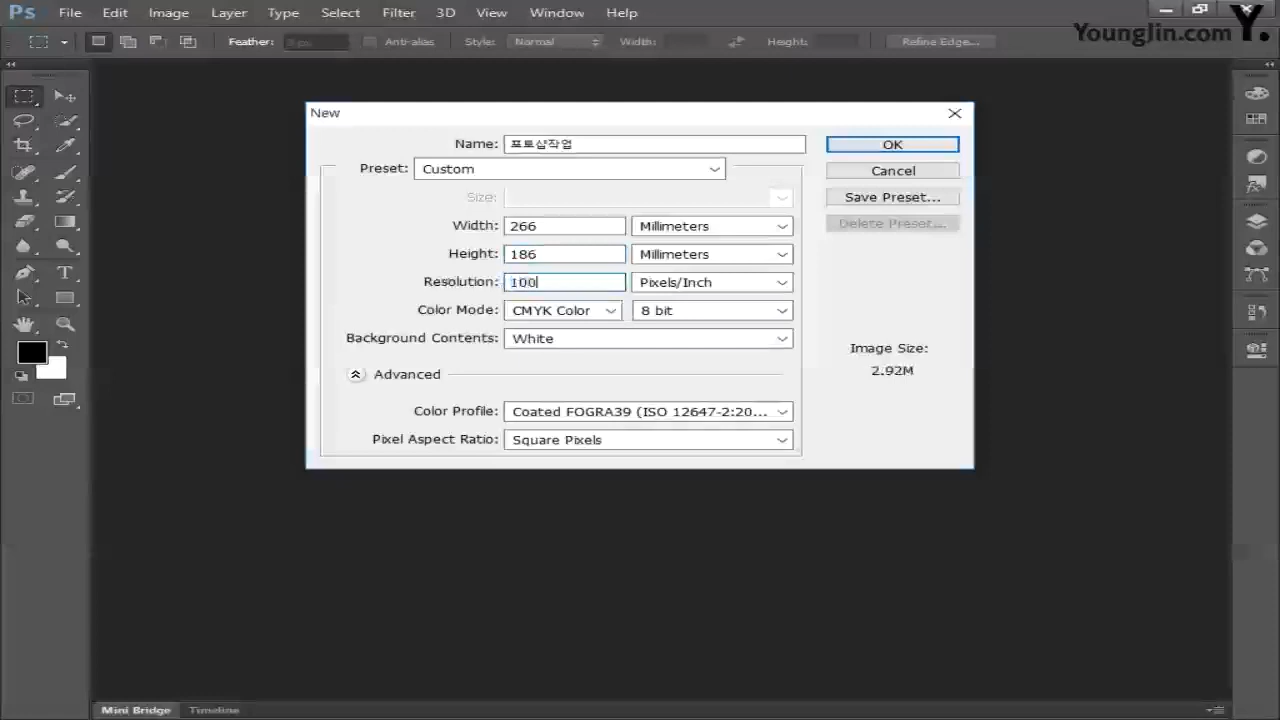 Ps File Edit Image Layer Type Select Filter 3D View Window Help
Feather: Anti-alias Style: Normal Width: Height: Refine Edge...
YoungJin.com Y.
New
Name: 포토샵작업
OK
Preset: Custom
Cancel
Size:
Save Preset...
Width: 266 Millimeters
Delete Preset...
Height: 186 Millimeters
Resolution: 100 Pixels/Inch
Color Mode: CMYK Color 8 bit
Background Contents: White
Image Size:
2.92M
Advanced
Color Profile: Coated FOGRA39 (ISO 12647-2:20...
Pixel Aspect Ratio: Square Pixels
Mini Bridge Timeline